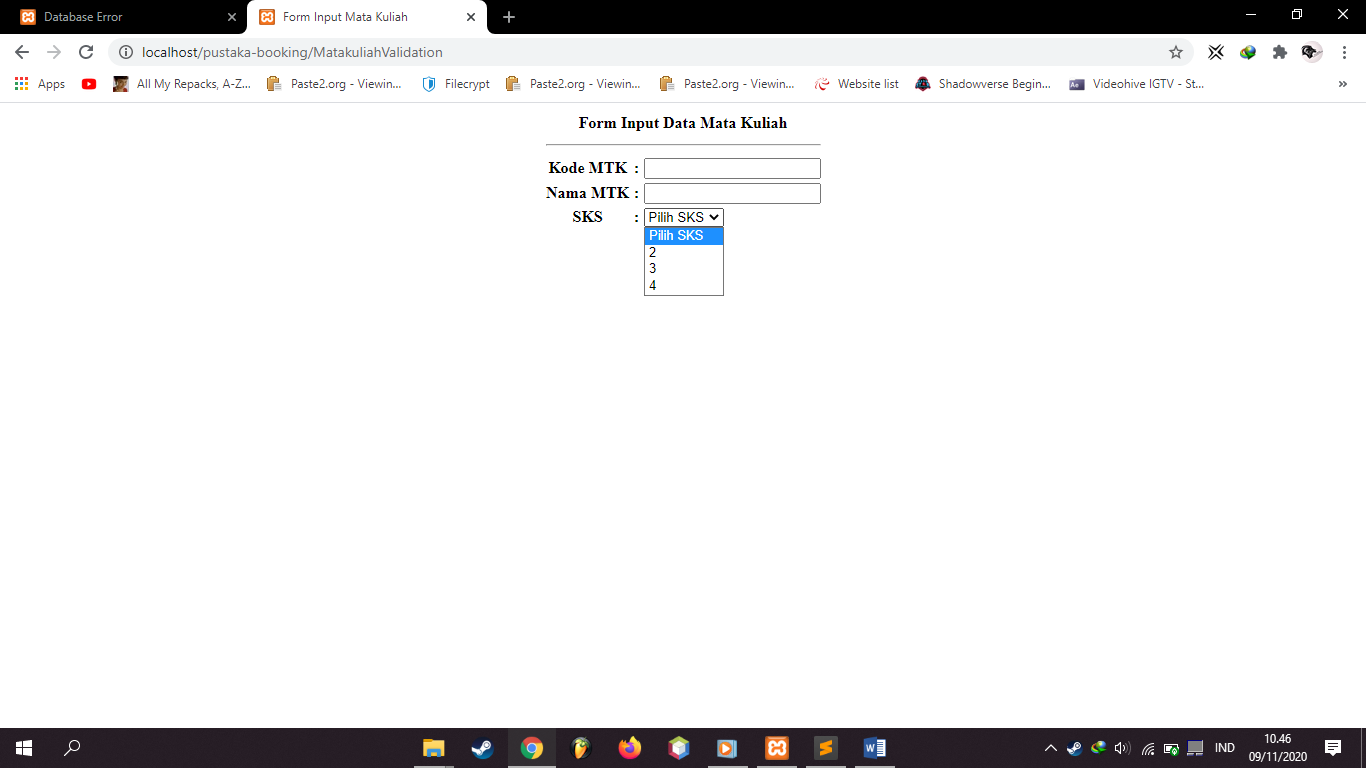 Database Error
Form Input Mata Kuliah
localhost/pustaka-booking/MatakuliahValidation
Apps
All My Repacks, A-Z...
Paste2.org - Viewin...
Filecrypt
Paste2.org - Viewin...
Paste2.org - Viewin...
Website list
Shadowverse Begin...
Ae
Videohive IGTV - St...
»
Form Input Data Mata Kuliah
Kode MTK :
Nama MTK :
SKS : Pilih SKS
Pilih SKS
2
3
4
IND
10.46
09/11/2020